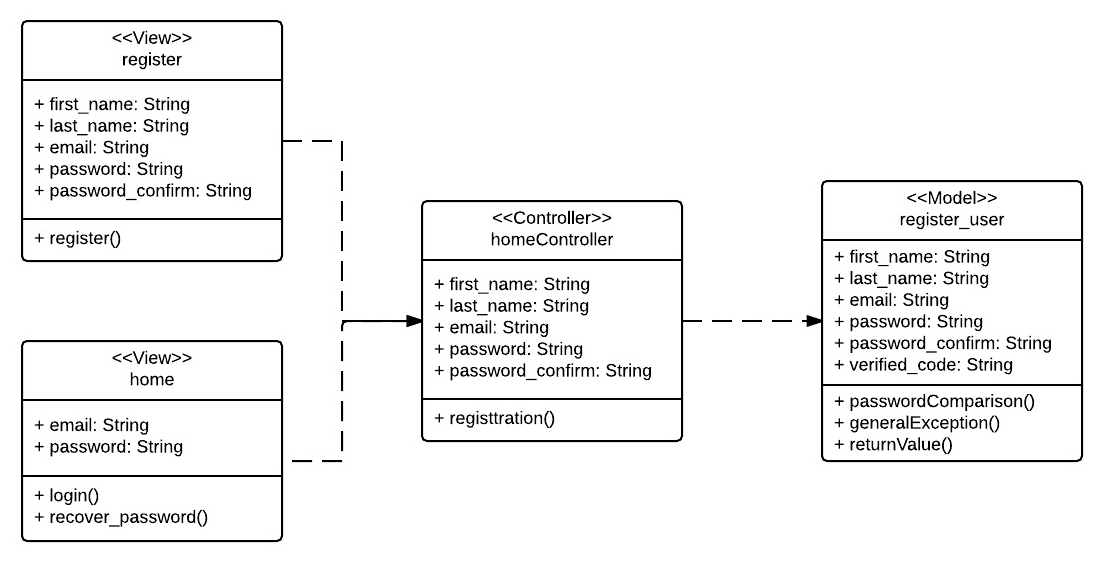 <<View>>
register
+ first_name: String
+ last_name: String
+ email: String
+ password: String
+ password_confirm: String
+ register()
<<View>>
home
+ email: String
+ password: String
+ login()
+ recover_password()
<<Controller>>
homeController
+ first_name: String
+ last_name: String
+ email: String
+ password: String
+ password_confirm: String
+ registtration()
<<Model>>
register_user
+ first_name: String
+ last_name: String
+ email: String
+ password: String
+ password_confirm: String
+ verified_code: String
+ passwordComparison()
+ generalException()
+ returnValue()